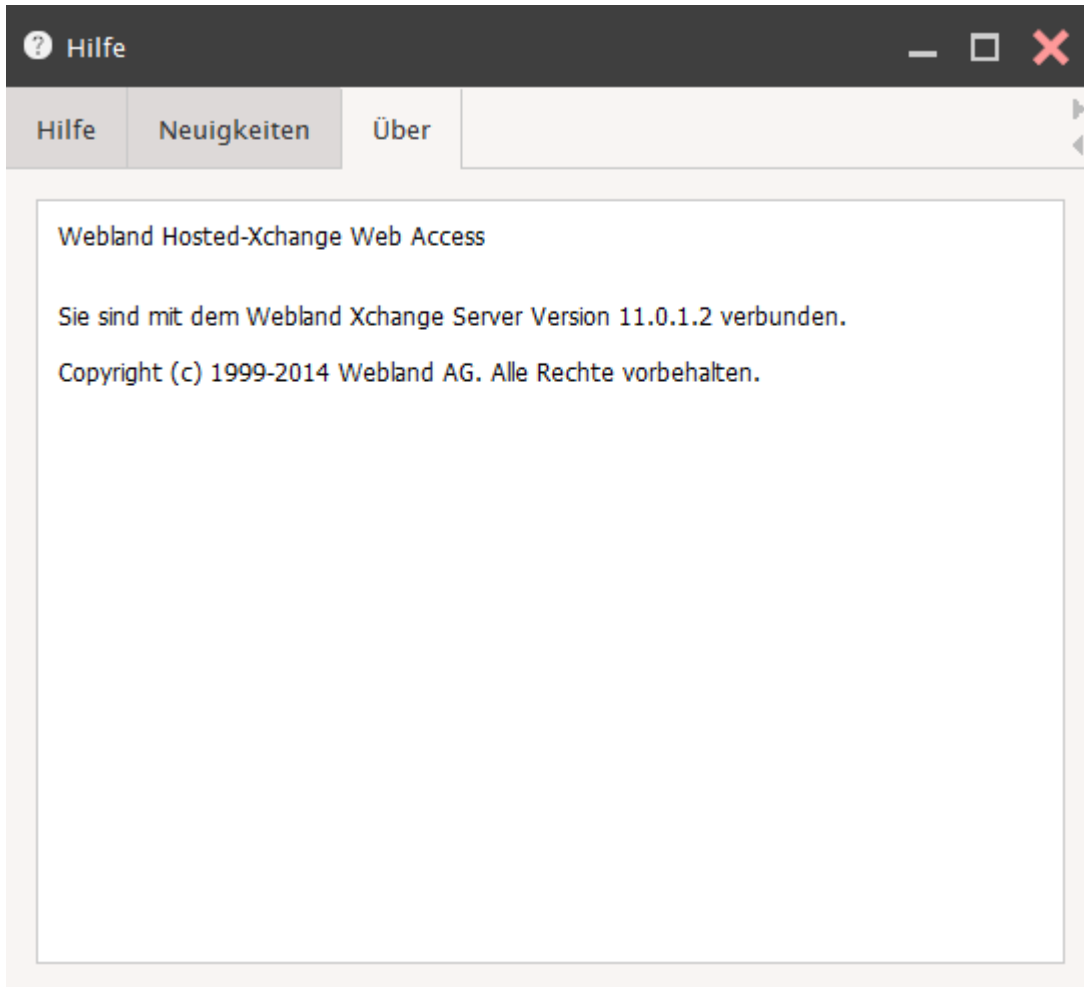 Hilfe
Hilfe Neuigkeiten Über
Webland Hosted-Xchange Web Access
Sie sind mit dem Webland Xchange Server Version 11.0.1.2 verbunden.
Copyright (c) 1999-2014 Webland AG. Alle Rechte vorbehalten.